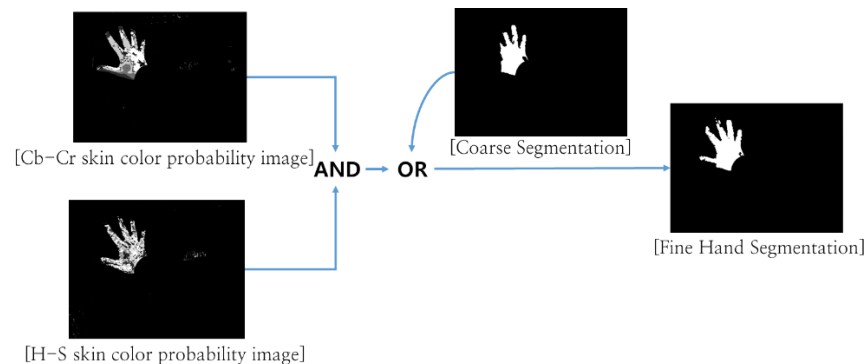 [Cb-Cr skin color probability image]
[Coarse Segmentation]
AND
OR
[Fine Hand Segmentation]
[H-S skin color probability image]